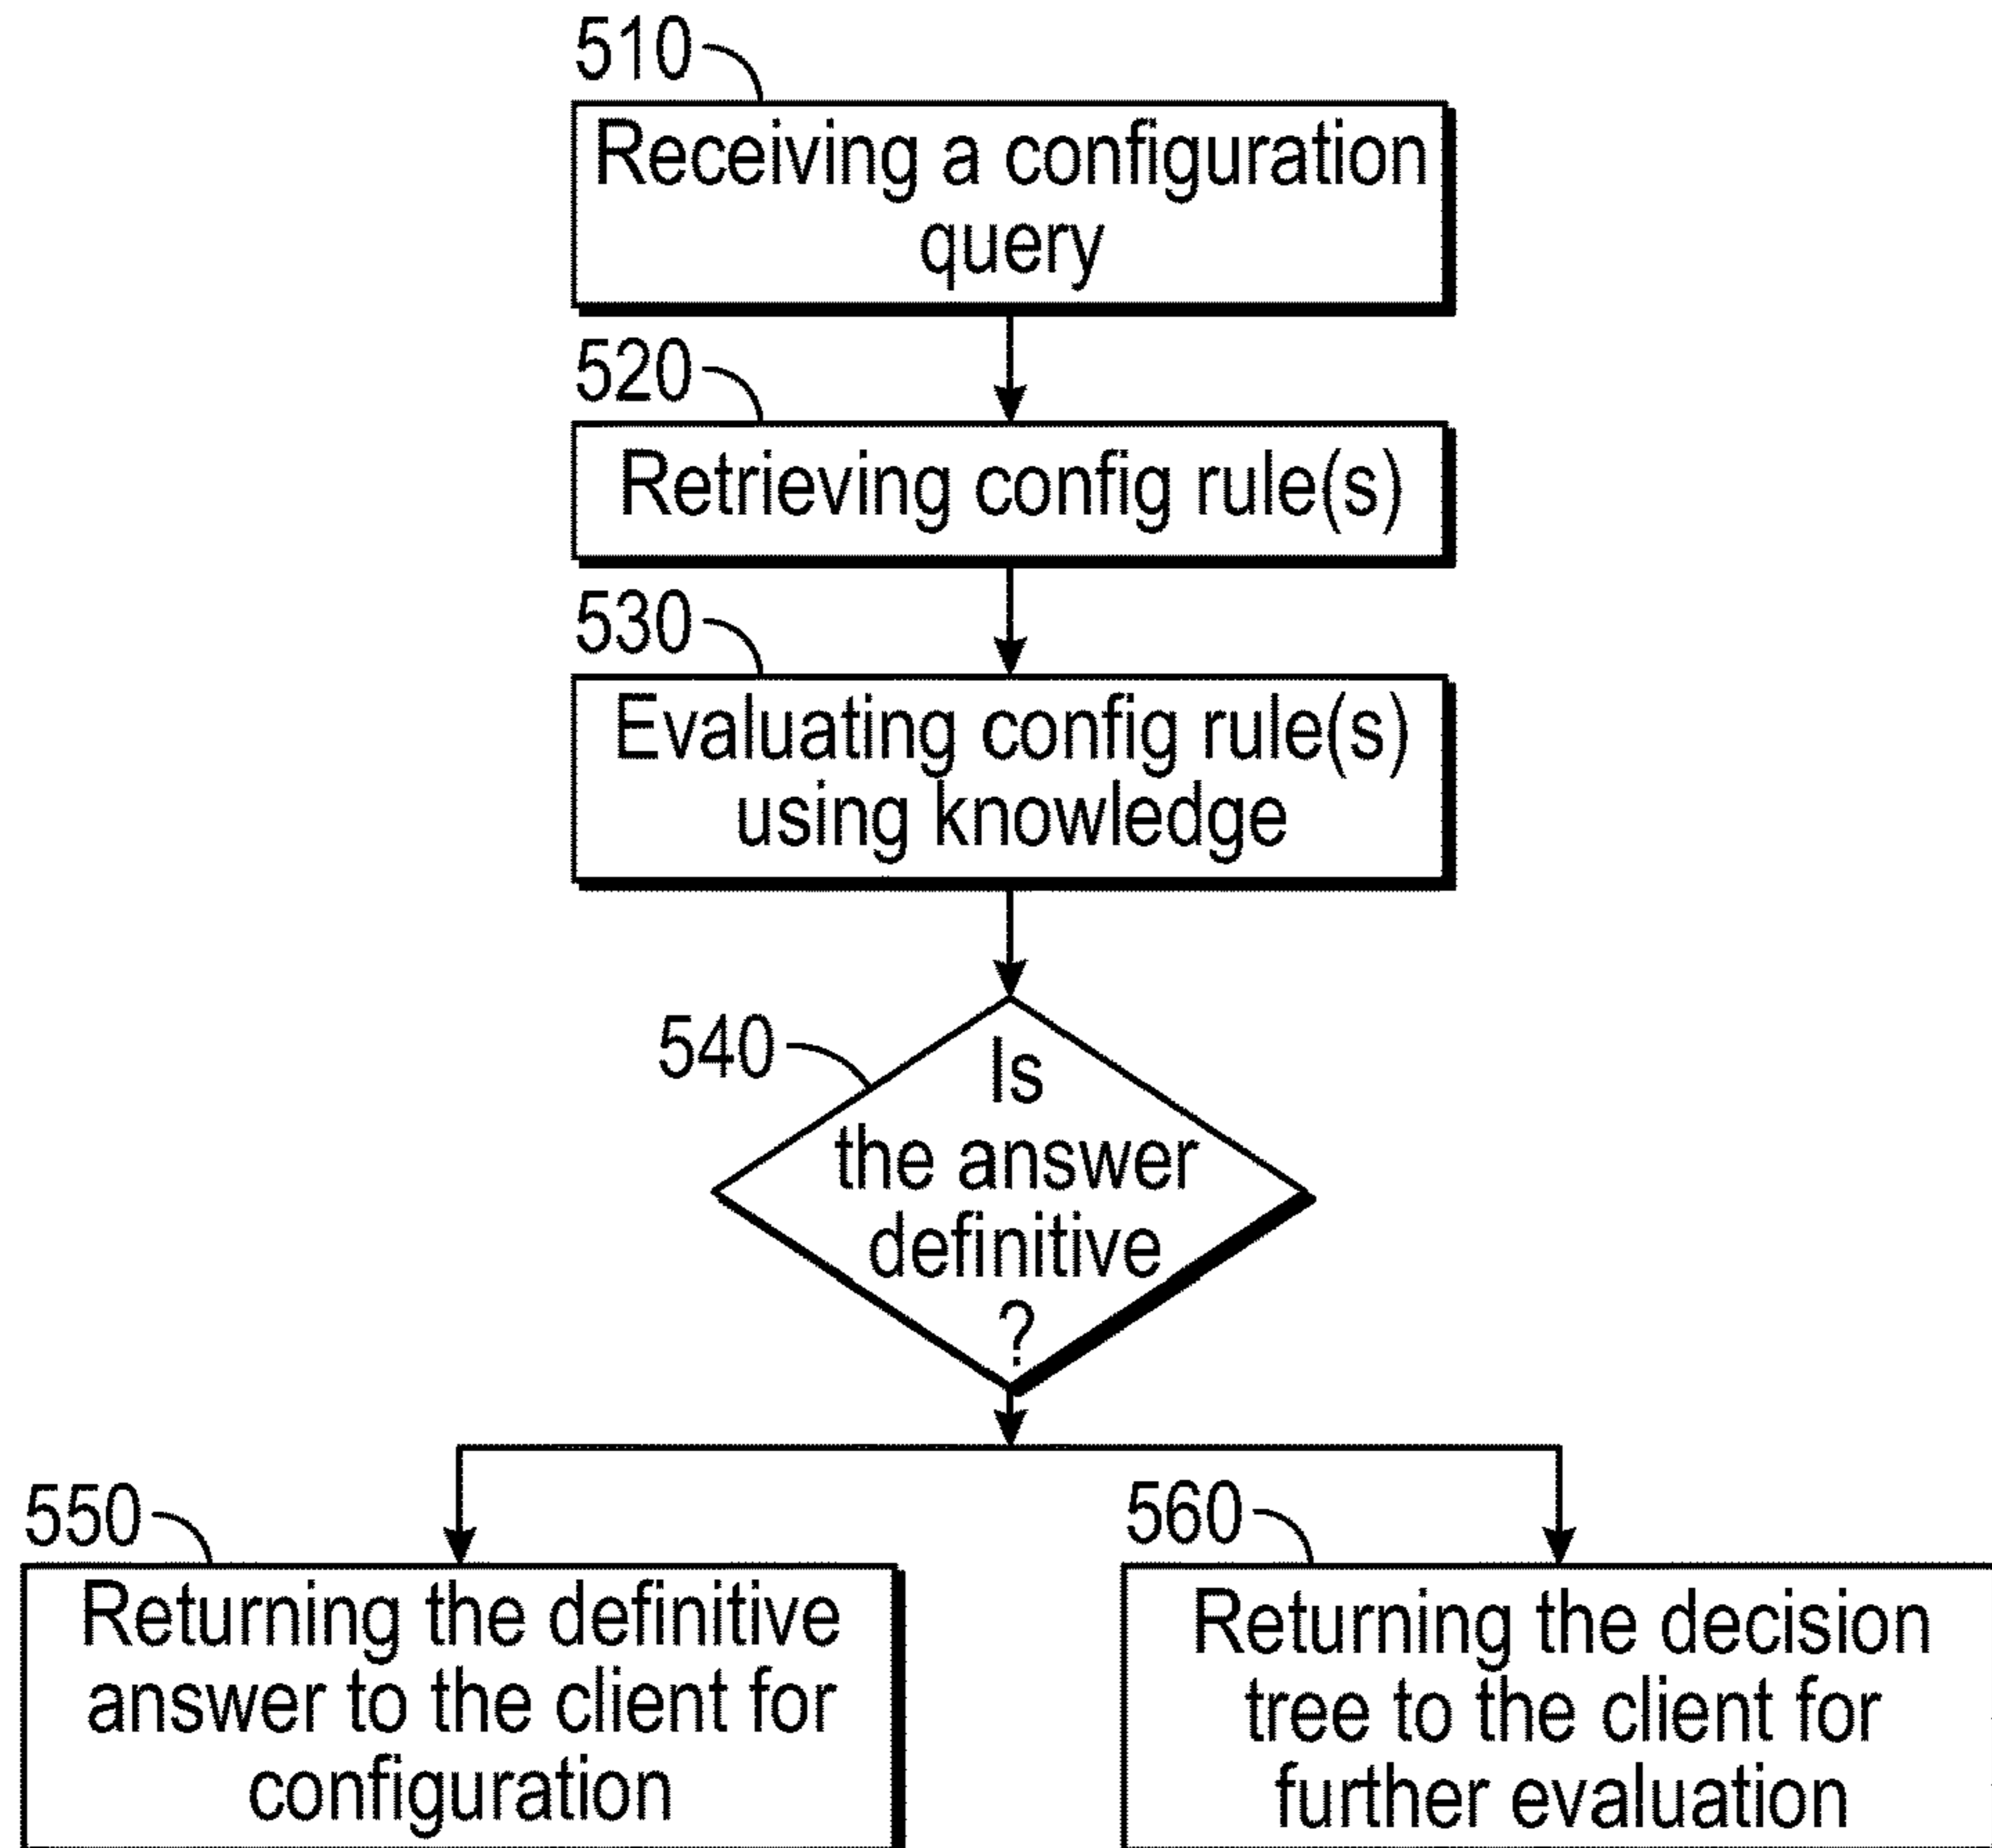 510
Receiving a configuration
query
520
Retrieving config rule(s)
530
Evaluating config rule(s)
using knowledge
540
Is
the answer
definitive
?
550
Returning the definitive
answer to the client for
configuration
560
Returning the decision
tree to the client for
further evaluation